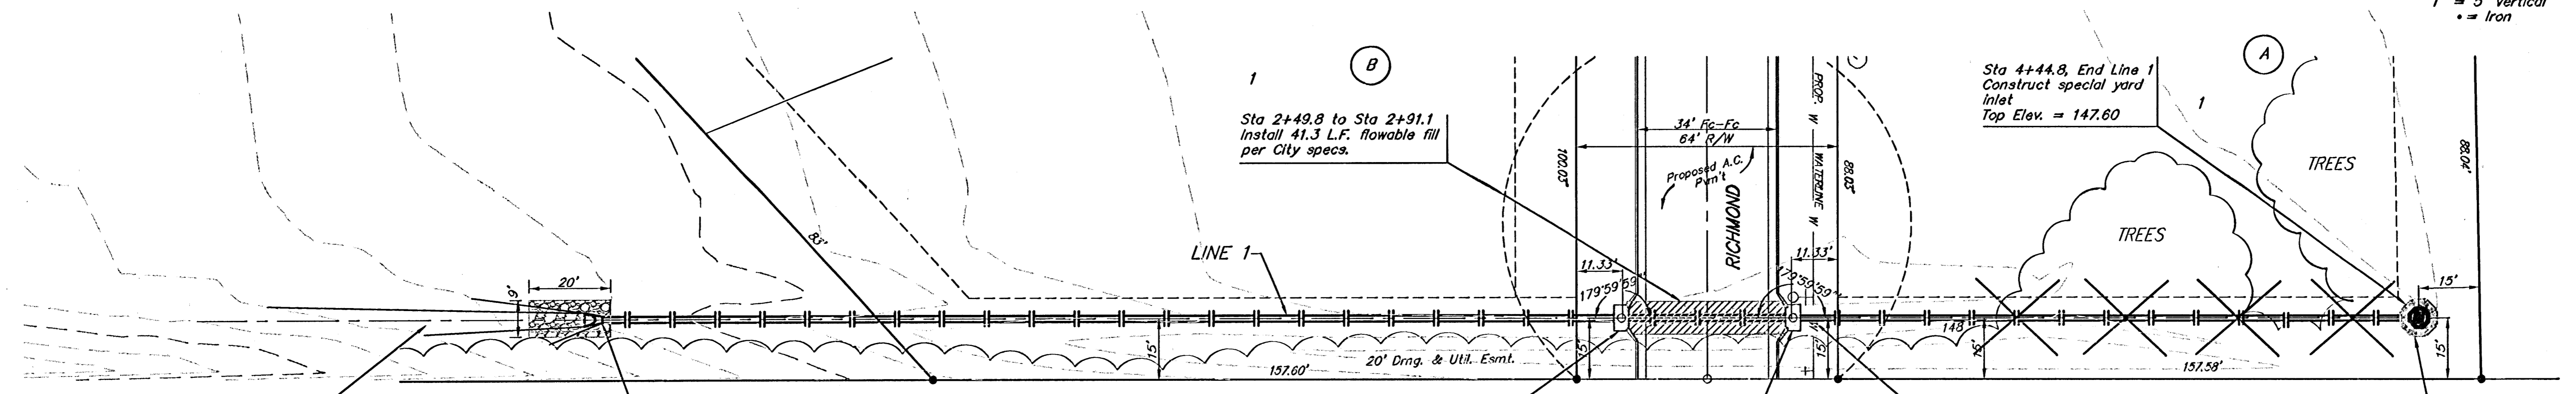 1" = 5' Vertical
• = Iron
A
B
1
Sta 4+44.8, End Line 1
Construct special yard
inlet
Top Elev. = 147.60
1
Sta 2+49.8 to Sta 2+91.1
Install 41.3 L.F. flowable fill
per City specs.
34' Fc-Fc
64' R/W
Proposed A.C.
Pvm't
RICHMOND
PROP. W WATERLINE W
100.03'
88.03'
88.04'
TREES
TREES
83'
LINE 1
11.33'
11.33'
179°59'59"
179°59'59"
20'
9'
15'
148
15'
15'
15'
15'
15'
20' Drng. & Util. Esmt.
157.60'
157.58'